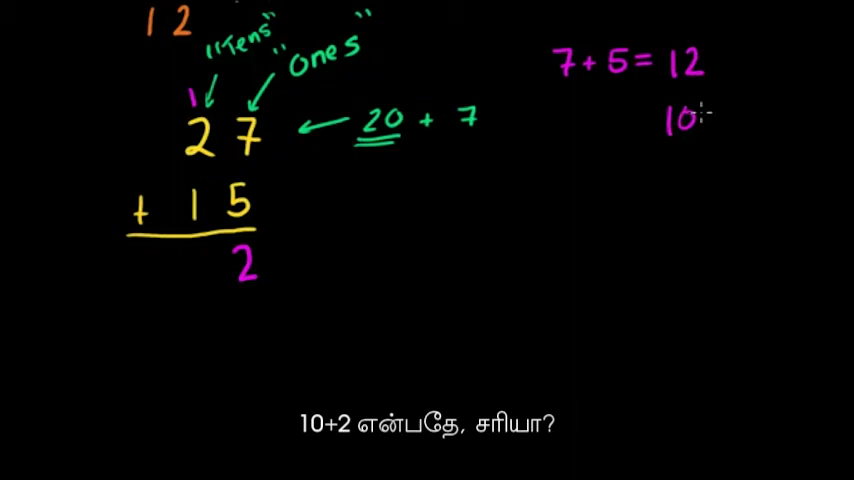 12
"Tens"
"ones"
7 + 5 = 12
1
10
27
20 + 7
+ 15
2
10+2 என்பதே, சரியா?